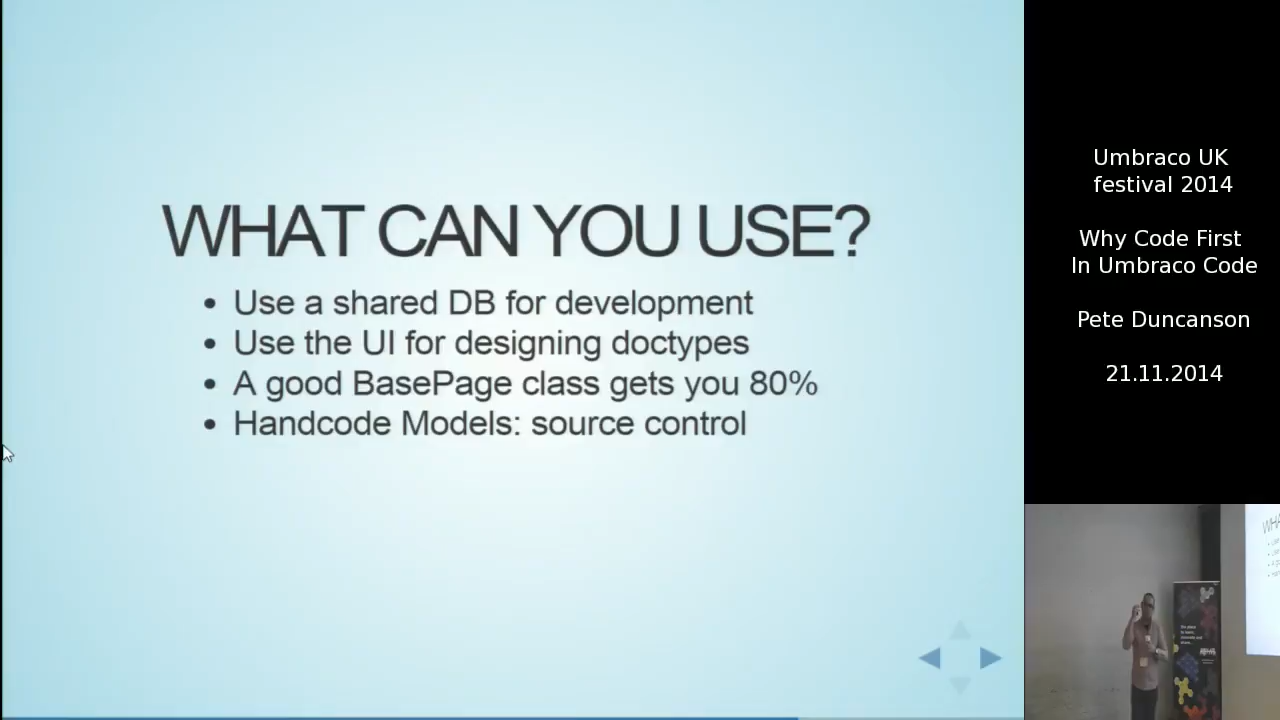 WHAT CAN YOU USE?
• Use a shared DB for development
• Use the UI for designing doctypes
• A good BasePage class gets you 80%
• Handcode Models: source control
Umbraco UK
festival 2014
Why Code First
In Umbraco Code
Pete Duncanson
21.11.2014